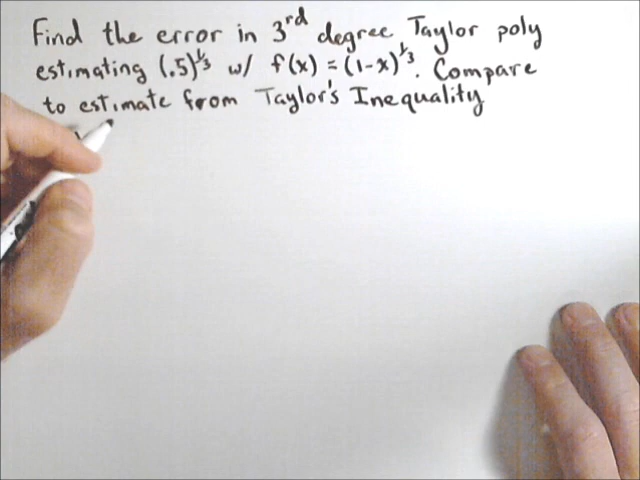 Find the error in 3rd degree Taylor poly
estimating (.5)^⅓ w/ f(x) = (1-x)^⅓. Compare
to estimate from Taylor's Inequality